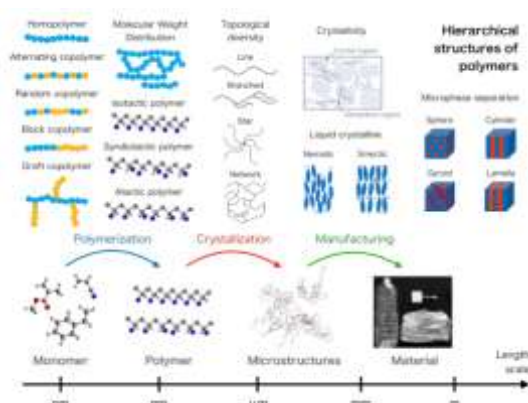 Homopolymer
Alternating copolymer
Random copolymer
Block copolymer
Graft copolymer
Molecular Weight
Distribution
Isotactic polymer
Syndiotactic polymer
Atactic polymer
Topological
diversity
Line
Branched
Star
Network
Crystallinity
Liquid crystalline
Nematic
Smectic
Hierarchical
structures of
polymers
Microphase separation
Sphere
Cylinder
Gyroid
Lamella
Polymerization
Crystallization
Manufacturing
Monomer
Polymer
Microstructures
Material
Length
scale